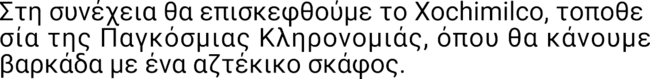 Στη συνέχεια θα επισκεφθούμε το Xochimilco, τοποθε
σία της Παγκόσμιας Κληρονομιάς, όπου θα κάνουμε
βαρκάδα με ένα αζτέκικο σκάφος.